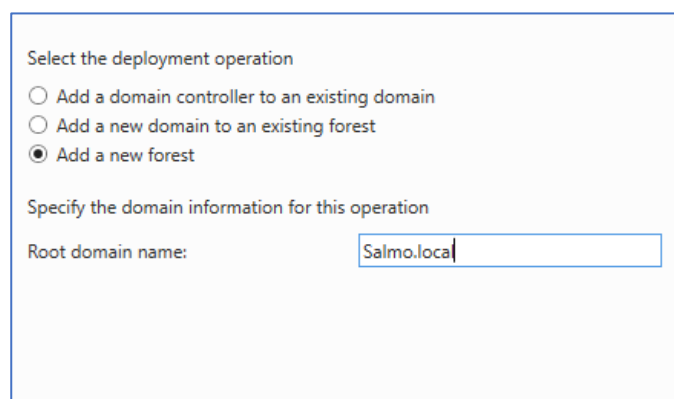 Select the deployment operation
Add a domain controller to an existing domain
Add a new domain to an existing forest
Add a new forest
Specify the domain information for this operation
Root domain name: Salmo.local